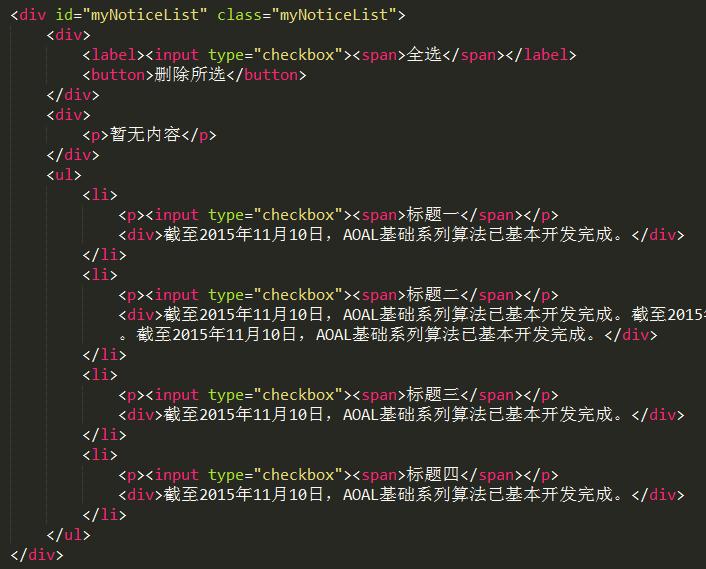 <div id="myNoticeList" class="myNoticeList">
<div>
<label><input type="checkbox"><span>全选</span></label>
<button>删除所选</button>
</div>
<div>
<p>暂无内容</p>
</div>
<ul>
<li>
<p><input type="checkbox"><span>标题一</span></p>
<div>截至2015年11月10日，AOAL基础系列算法已基本开发完成。</div>
</li>
<li>
<p><input type="checkbox"><span>标题二</span></p>
<div>截至2015年11月10日，AOAL基础系列算法已基本开发完成。截至2015年
。截至2015年11月10日，AOAL基础系列算法已基本开发完成。</div>
</li>
<li>
<p><input type="checkbox"><span>标题三</span></p>
<div>截至2015年11月10日，AOAL基础系列算法已基本开发完成。</div>
</li>
<li>
<p><input type="checkbox"><span>标题四</span></p>
<div>截至2015年11月10日，AOAL基础系列算法已基本开发完成。</div>
</li>
</ul>
</div>